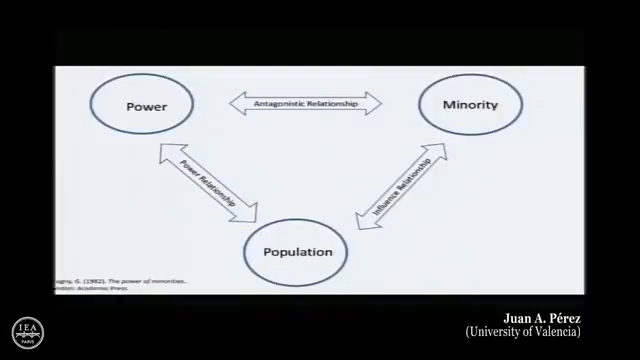 Power
Antagonistic Relationship
Minority
Power Relationship
Influence Relationship
Population
G. (1982). The power of minorities.
Academic Press
Juan A. Pérez
(University of Valencia)
IEA
PARIS